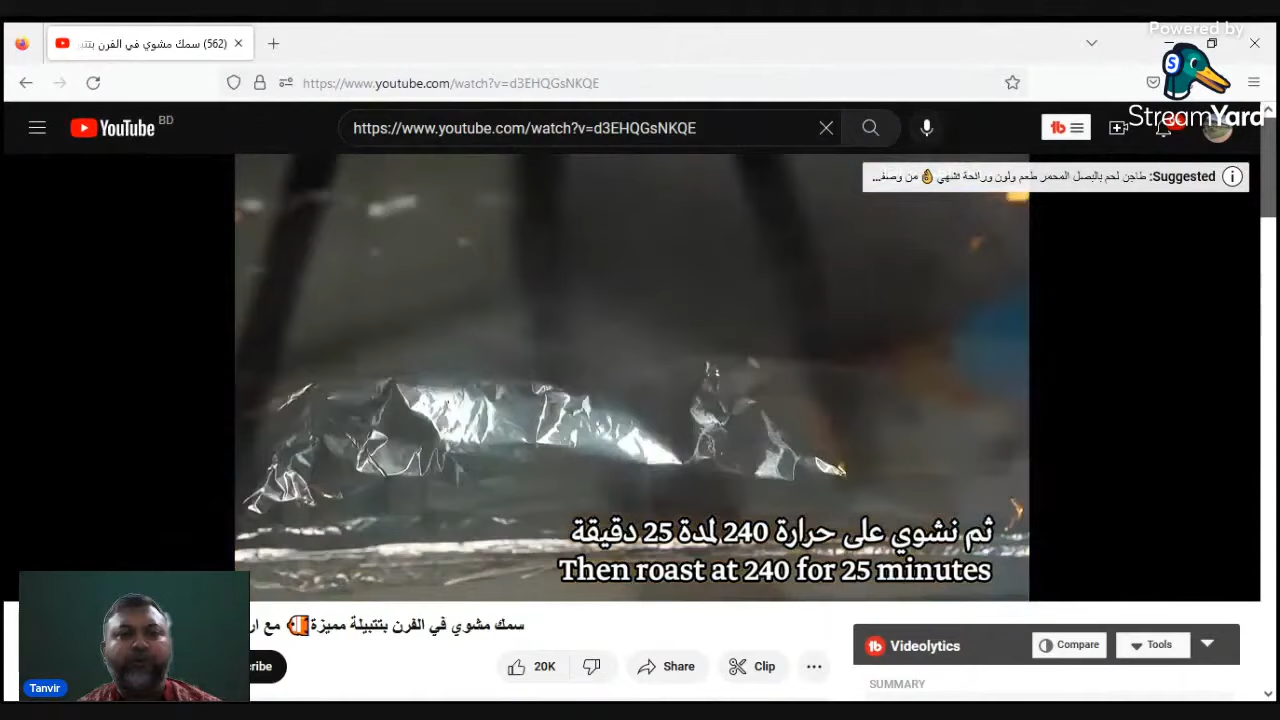 Powered by
StreamYard
(562) سمك مشوي في الفرن بتتب
https://www.youtube.com/watch?v=d3EHQGsNKQE
YouTube BD
https://www.youtube.com/watch?v=d3EHQGsNKQE
Suggested: طاجن لحم بالبصل المحمر طعم ولون ورائحة تشهي👌 من وصف...
ثم نشوي على حرارة 240 لمدة 25 دقيقة
Then roast at 240 for 25 minutes
سمك مشوي في الفرن بتتبيلة مميزة🐠 مع ار
ibe
20K
Share
Clip
Videolytics
Compare
Tools
SUMMARY
Tanvir